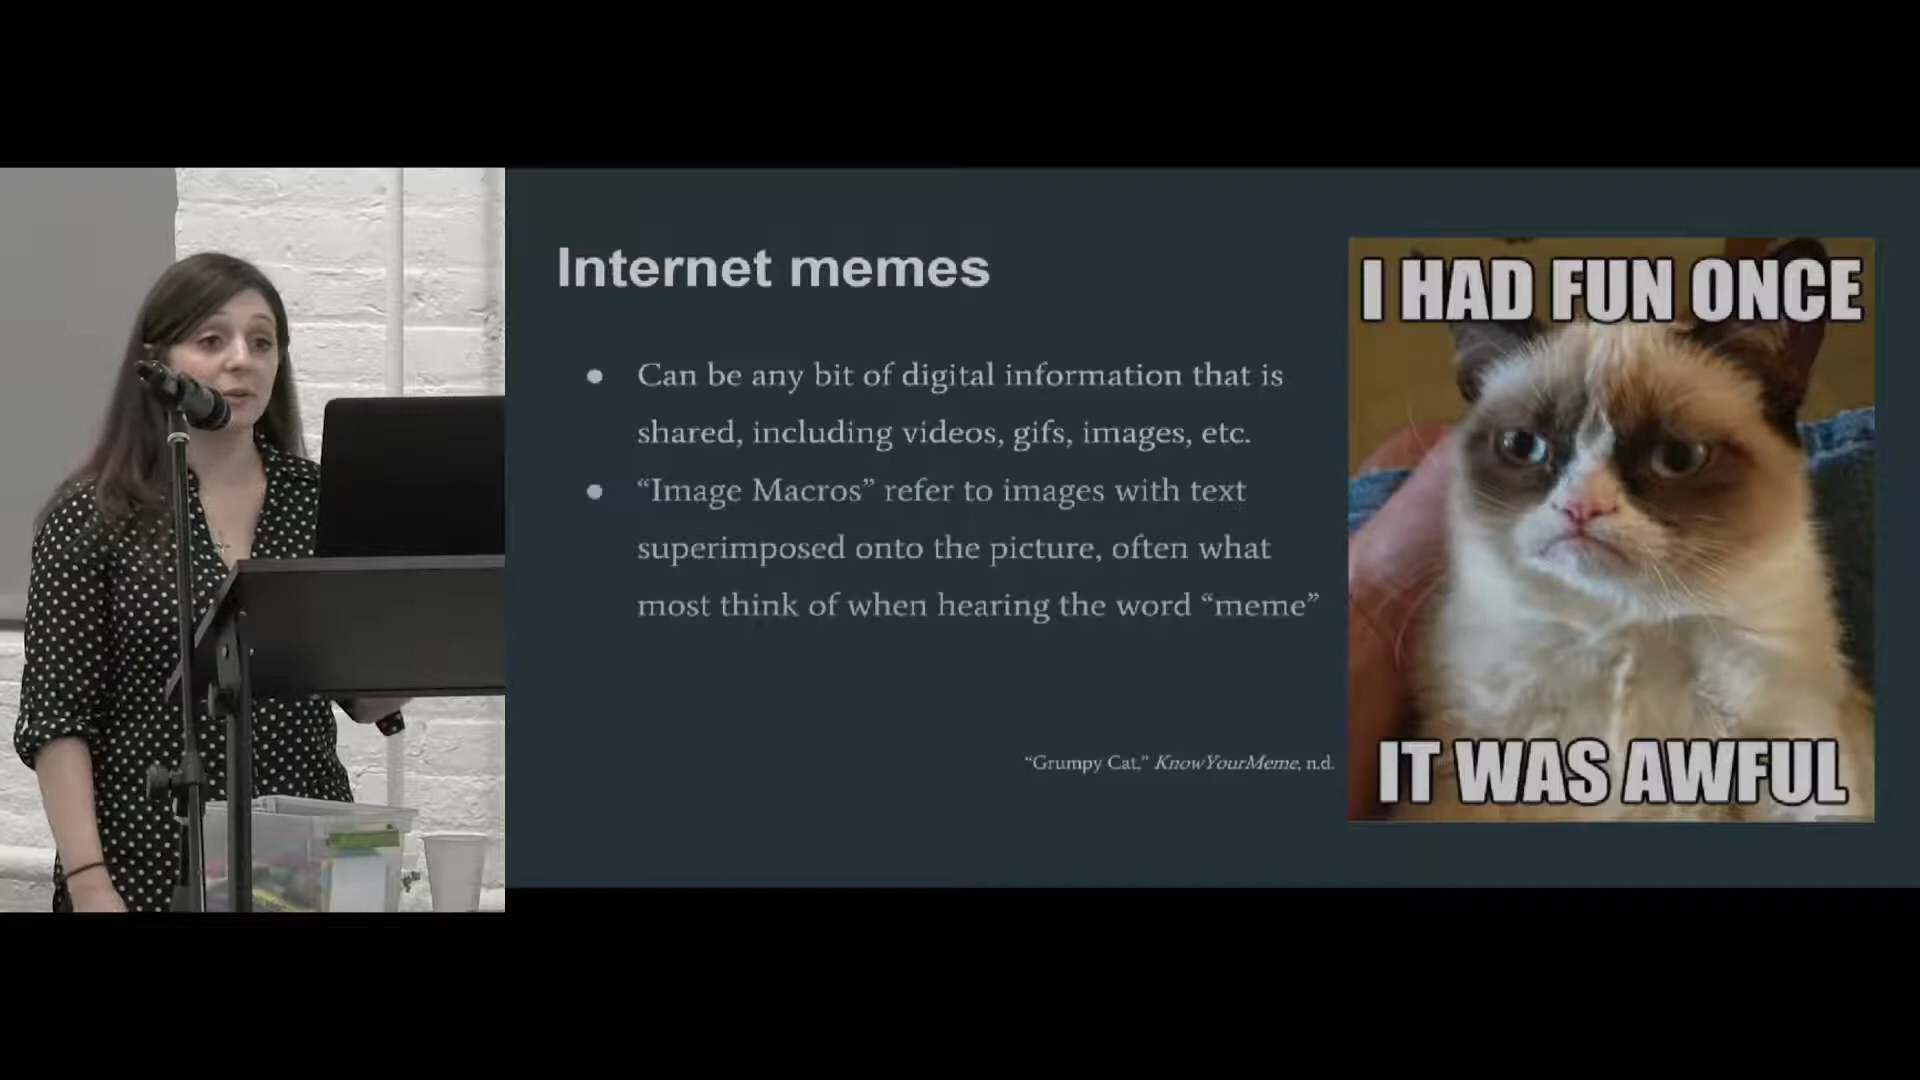 Internet memes
Can be any bit of digital information that is
shared, including videos, gifs, images, etc.
“Image Macros” refer to images with text
superimposed onto the picture, often what
most think of when hearing the word “meme”
“Grumpy Cat,” KnowYourMeme, n.d.
I HAD FUN ONCE
IT WAS AWFUL